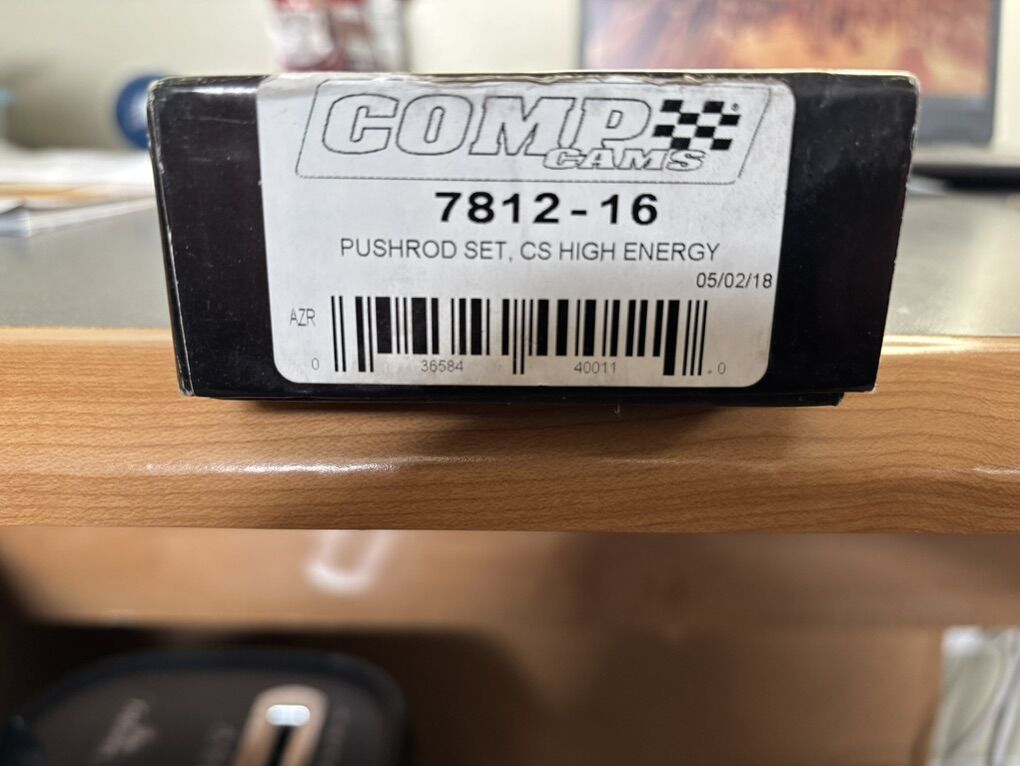 COMP
CAMS
®
7812-16
PUSHROD SET, CS HIGH ENERGY
05/02/18
AZR
0 36584 40011 . 0